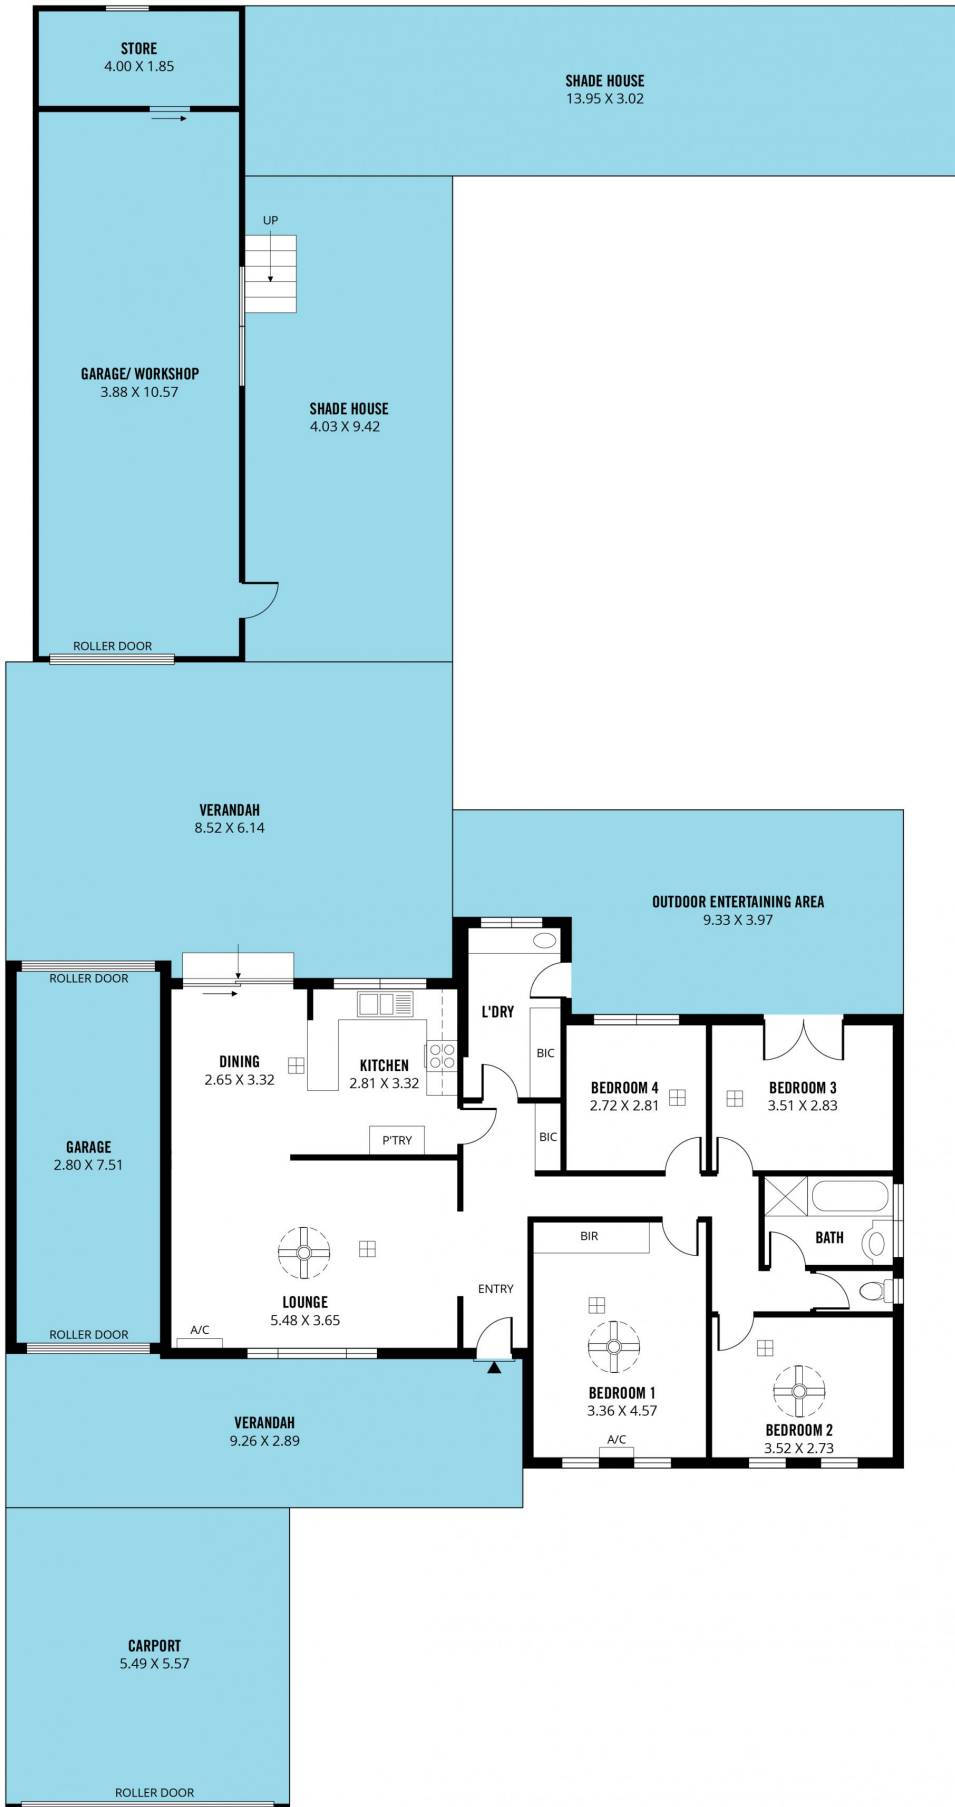 STORE
4.00 X 1.85
SHADE HOUSE
13.95 X 3.02
UP
GARAGE/ WORKSHOP
3.88 X 10.57
SHADE HOUSE
4.03 X 9.42
ROLLER DOOR
VERANDAH
8.52 X 6.14
OUTDOOR ENTERTAINING AREA
9.33 X 3.97
ROLLER DOOR
L'DRY
BIC
DINING
2.65 X 3.32
KITCHEN
2.81 X 3.32
BEDROOM 4
2.72 X 2.81
BEDROOM 3
3.51 X 2.83
P'TRY
BIC
GARAGE
2.80 X 7.51
BIR
BATH
ENTRY
LOUNGE
5.48 X 3.65
A/C
ROLLER DOOR
BEDROOM 1
3.36 X 4.57
A/C
BEDROOM 2
3.52 X 2.73
VERANDAH
9.26 X 2.89
CARPORT
5.49 X 5.57
ROLLER DOOR